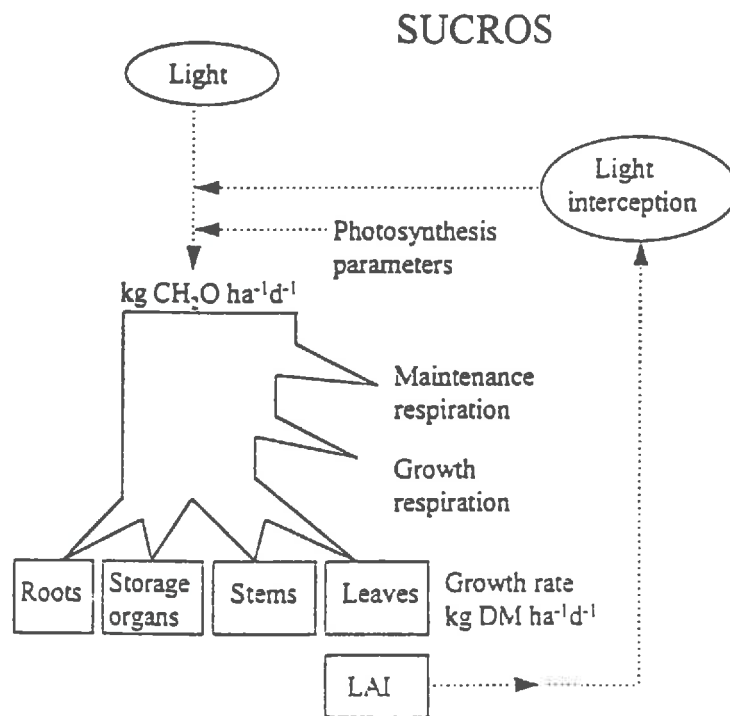 SUCROS
Light
Light
interception
Photosynthesis
parameters
kg CH₂O ha⁻¹d⁻¹
Maintenance
respiration
Growth
respiration
Roots
Storage
organs
Stems
Leaves
Growth rate
kg DM ha⁻¹d⁻¹
LAI